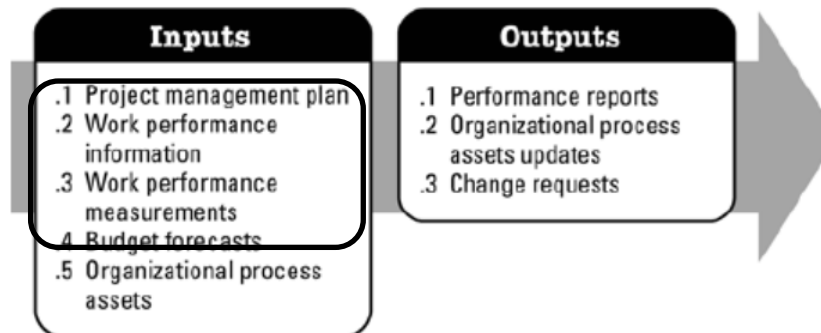 Inputs
.1 Project management plan
.2 Work performance
information
.3 Work performance
measurements
.4 Budget forecasts
.5 Organizational process
assets
Outputs
.1 Performance reports
.2 Organizational process
assets updates
.3 Change requests